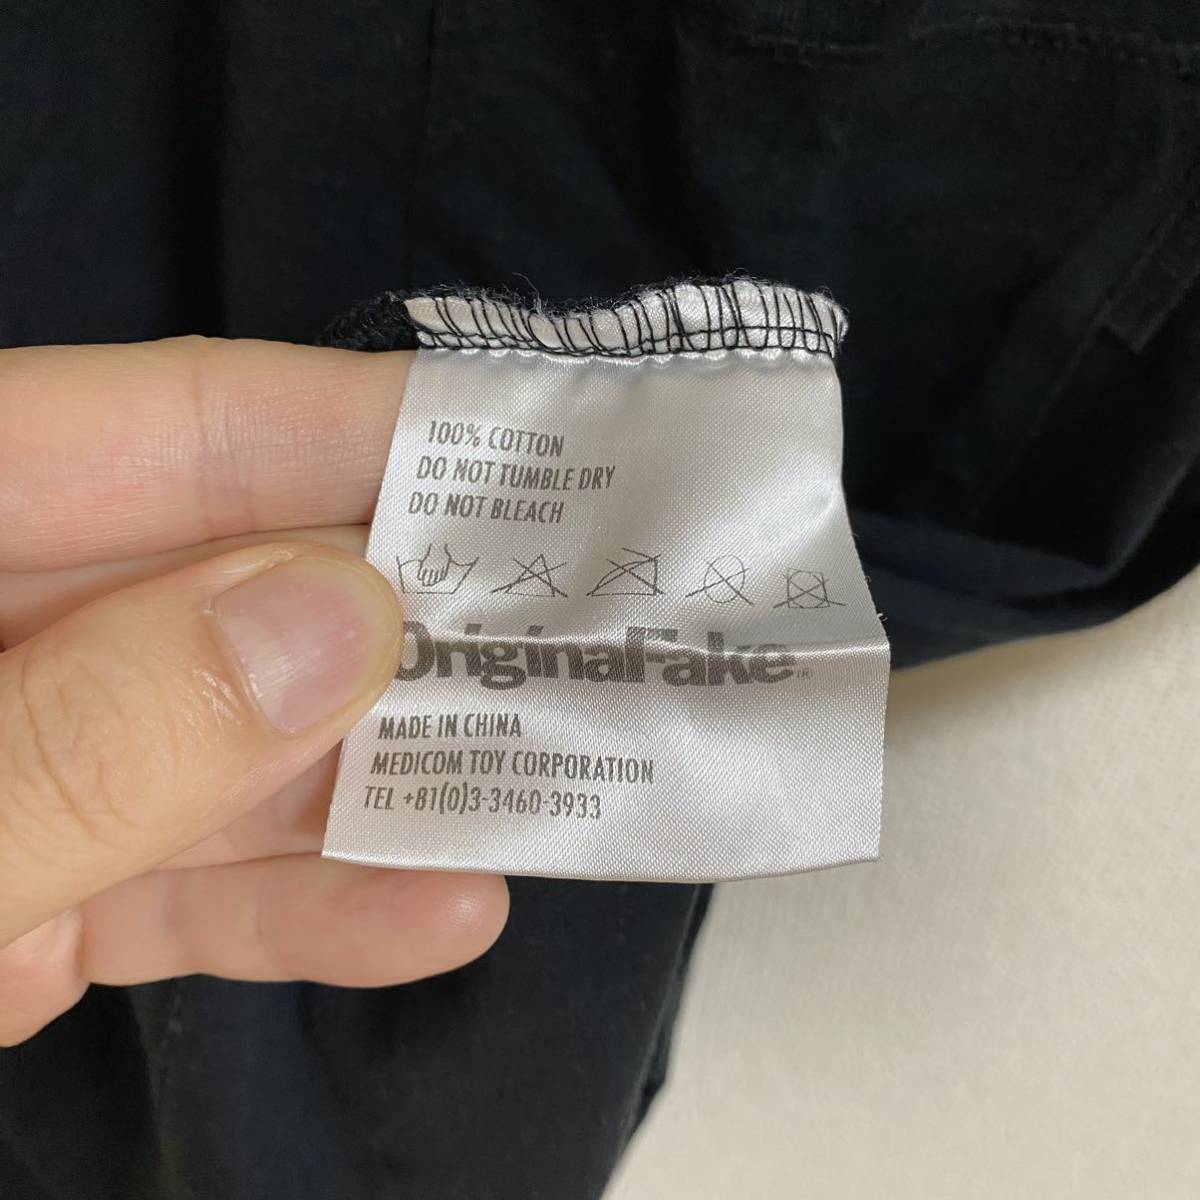 100% COTTON
DO NOT TUMBLE DRY
DO NOT BLEACH
OriginalFake®
MADE IN CHINA
MEDICOM TOY CORPORATION
TEL +81(0)3-3460-3933